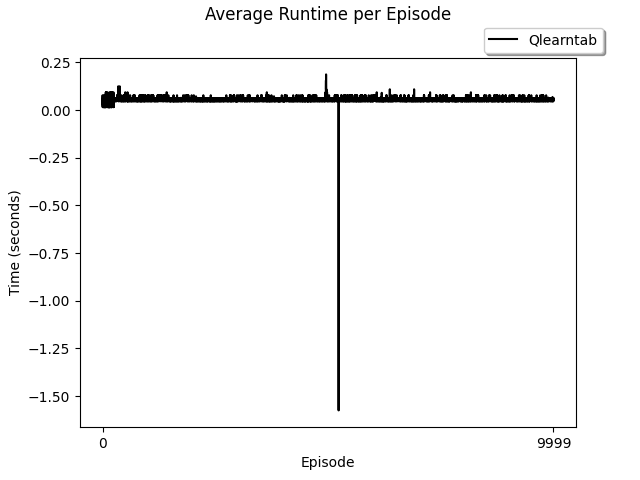 Average Runtime per Episode
Qlearntab
0.25
0.00
−0.25
−0.50
−0.75
−1.00
−1.25
−1.50
Time (seconds)
0
9999
Episode